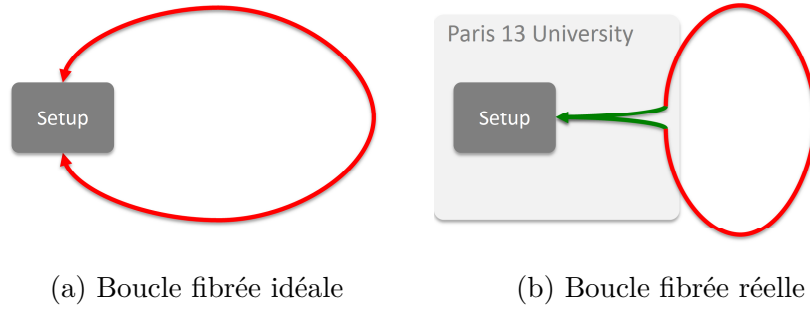 Setup
Paris 13 University
Setup
(a) Boucle fibrée idéale
(b) Boucle fibrée réelle